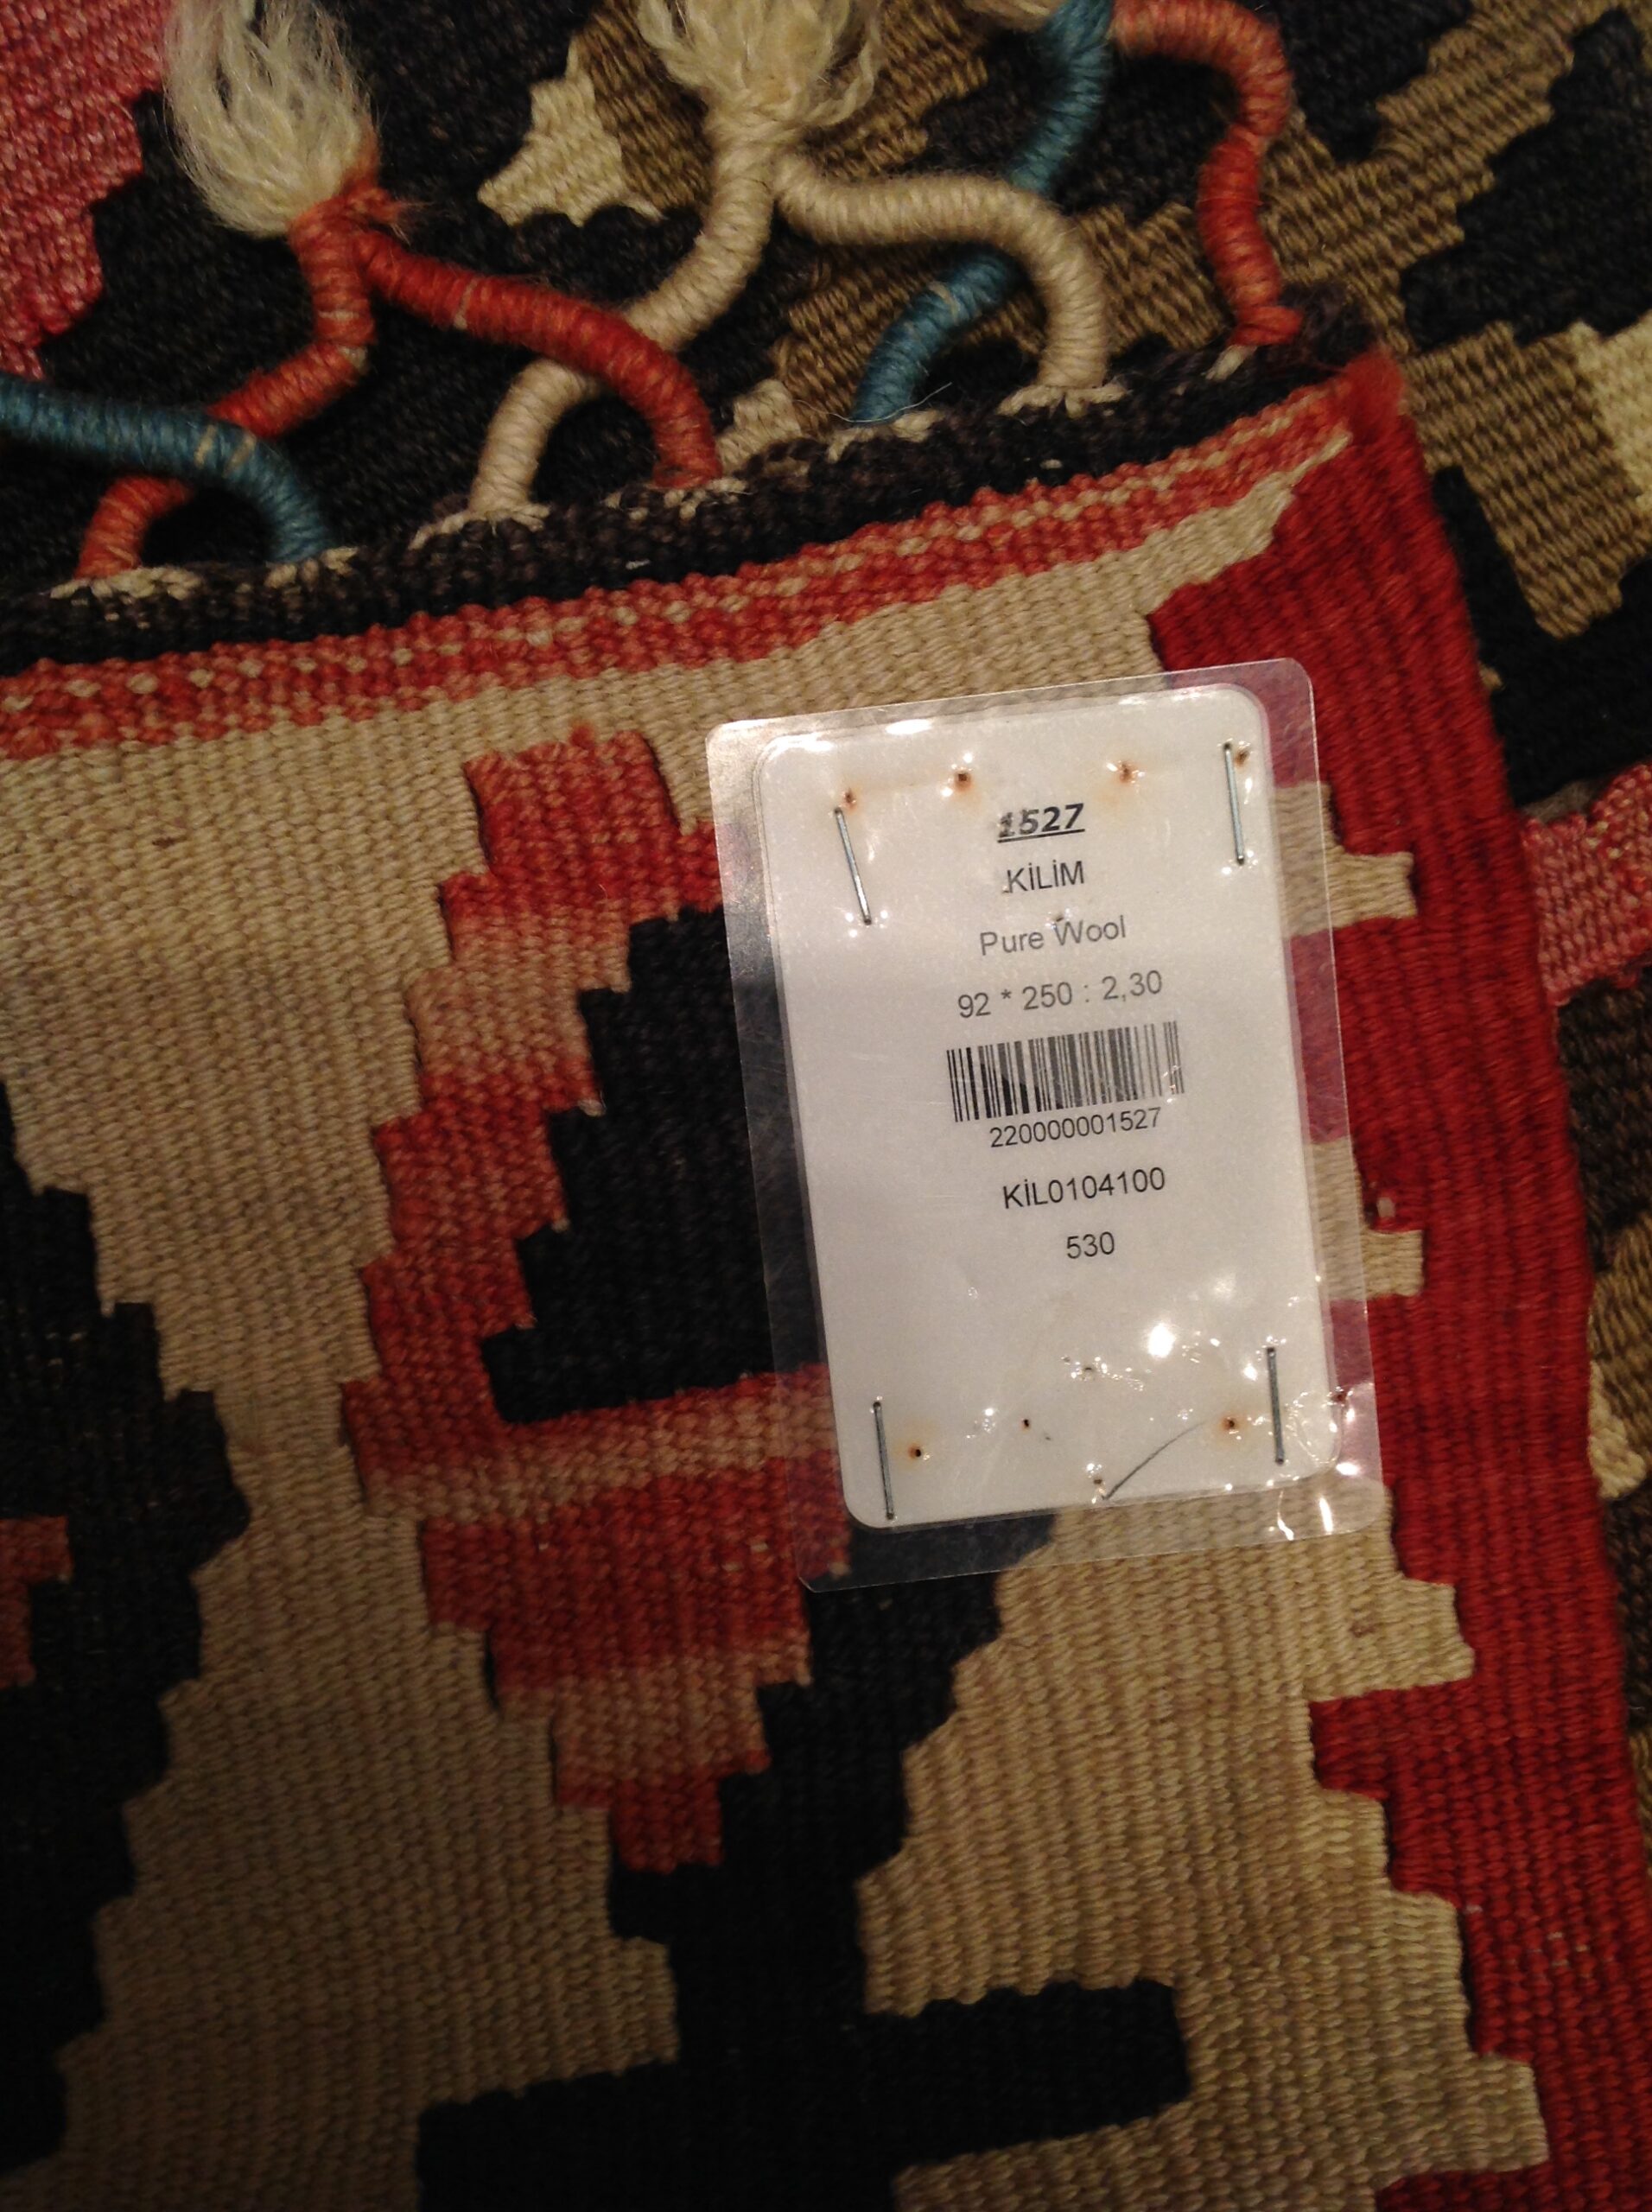 1527
KİLİM
Pure Wool
92 * 250 : 2,30
220000001527
KİL0104100
530